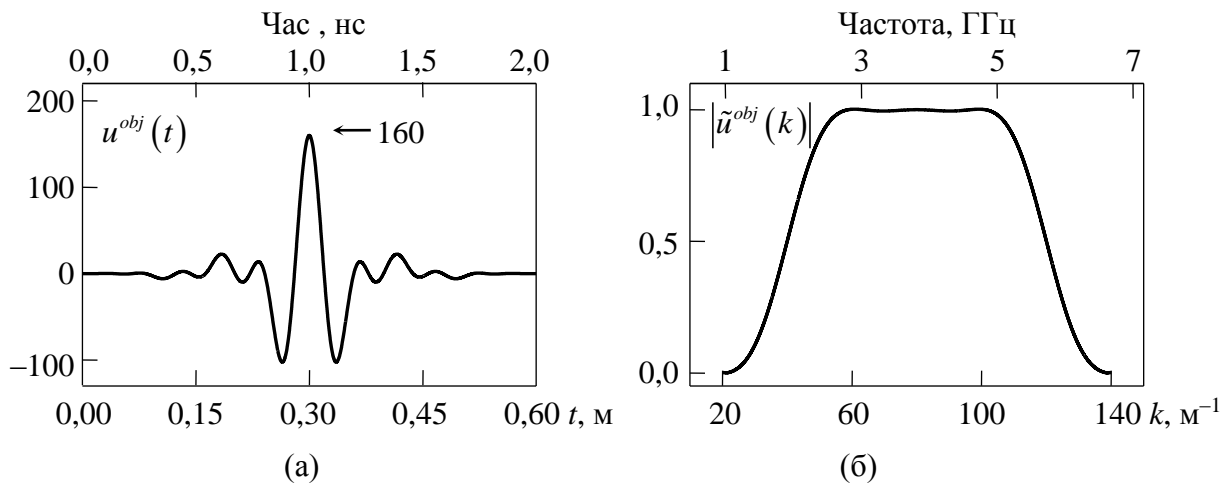 Час , нс
0,0 0,5 1,0 1,5 2,0
200
100
0
−100
u^{obj}(t)
160
0,00 0,15 0,30 0,45 0,60 t, м
(а)
Частота, ГГц
1 3 5 7
1,0
0,5
0,0
|ũ^{obj}(k)|
20 60 100 140 k, м⁻¹
(б)